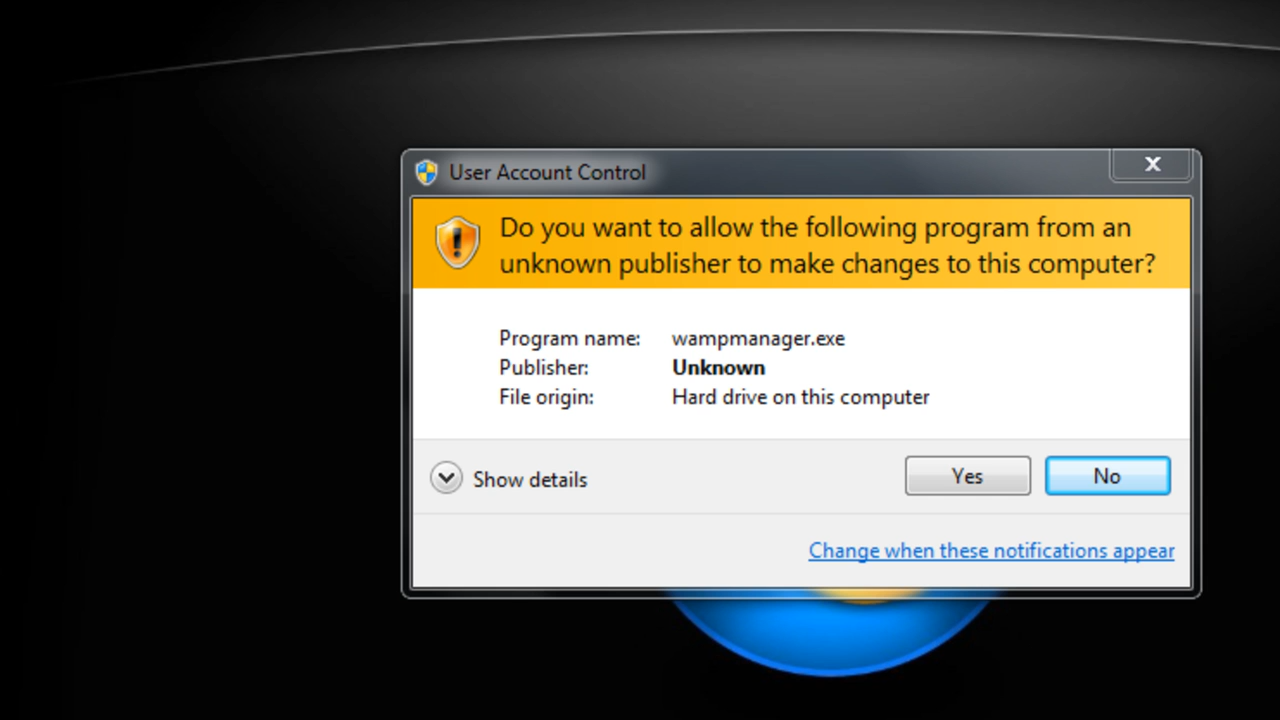 User Account Control
Do you want to allow the following program from an
unknown publisher to make changes to this computer?
Program name: wampmanager.exe
Publisher: Unknown
File origin: Hard drive on this computer
Show details
Yes No
Change when these notifications appear